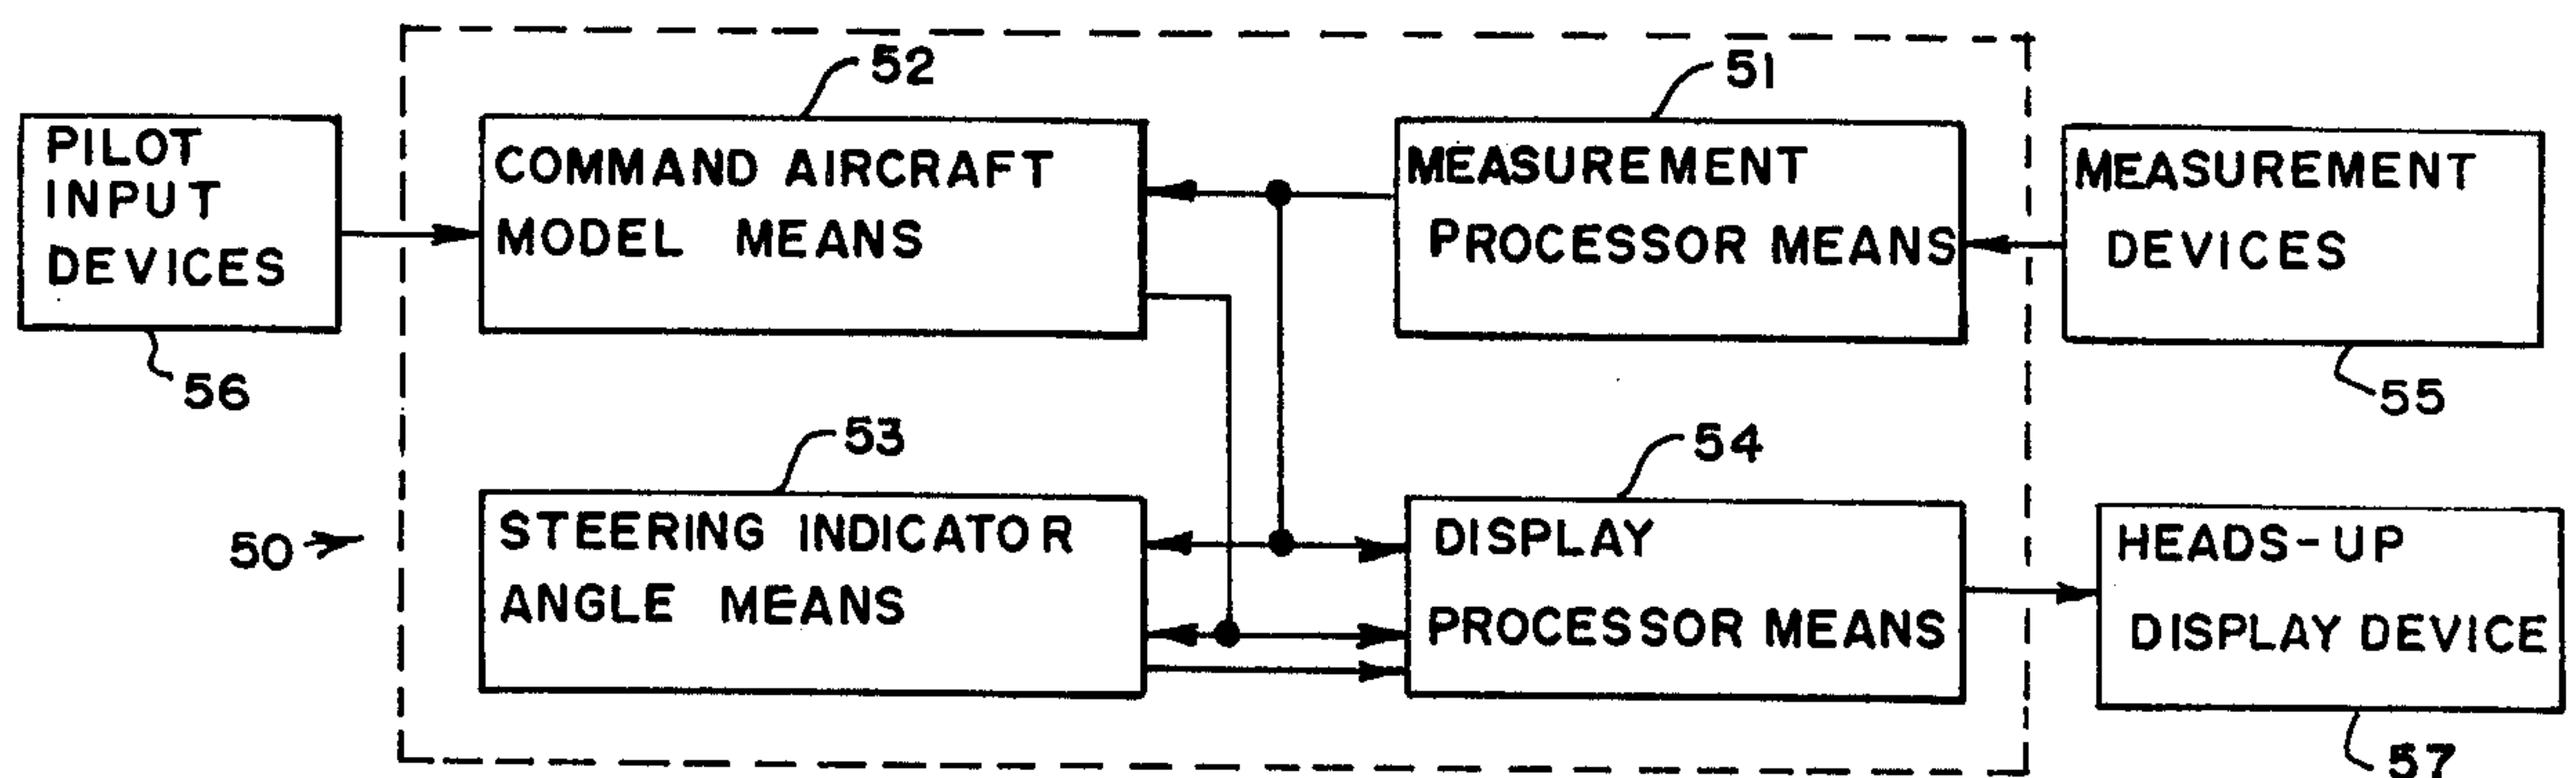 52
51
PILOT
INPUT
DEVICES
COMMAND AIRCRAFT
MODEL MEANS
MEASUREMENT
PROCESSOR MEANS
MEASUREMENT
DEVICES
56
55
53
54
50
STEERING INDICATOR
ANGLE MEANS
DISPLAY
PROCESSOR MEANS
HEADS-UP
DISPLAY DEVICE
57